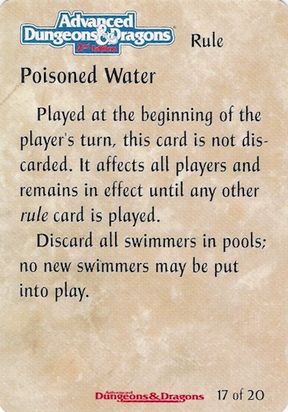 Advanced
Dungeons & Dragons
2nd Edition
Rule
Poisoned Water
Played at the beginning of the
player's turn, this card is not dis-
carded. It affects all players and
remains in effect until any other
rule card is played.
Discard all swimmers in pools;
no new swimmers may be put
into play.
Advanced
Dungeons & Dragons
17 of 20